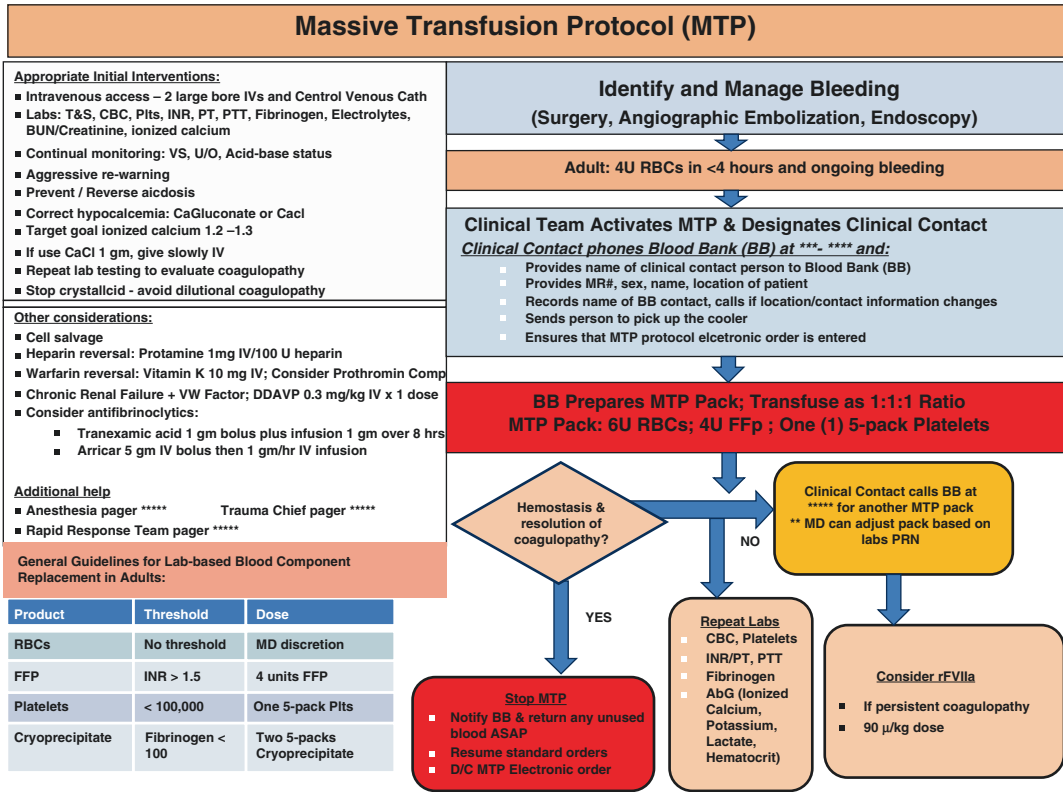 Massive Transfusion Protocol (MTP)
Appropriate Initial Interventions:
■ Intravenous access – 2 large bore IVs and Centrol Venous Cath
■ Labs: T&S, CBC, Plts, INR, PT, PTT, Fibrinogen, Electrolytes,
BUN/Creatinine, ionized calcium
■ Continual monitoring: VS, U/O, Acid-base status
■ Aggressive re-warning
■ Prevent / Reverse aicdosis
■ Correct hypocalcemia: CaGluconate or Cacl
■ Target goal ionized calcium 1.2 –1.3
■ If use CaCl 1 gm, give slowly IV
■ Repeat lab testing to evaluate coagulopathy
■ Stop crystallcid - avoid dilutional coagulopathy
Other considerations:
■ Cell salvage
■ Heparin reversal: Protamine 1mg IV/100 U heparin
■ Warfarin reversal: Vitamin K 10 mg IV; Consider Prothromin Comp
■ Chronic Renal Failure + VW Factor; DDAVP 0.3 mg/kg IV x 1 dose
■ Consider antifibrinoclytics:
■ Tranexamic acid 1 gm bolus plus infusion 1 gm over 8 hrs
■ Arricar 5 gm IV bolus then 1 gm/hr IV infusion
Additional help
■ Anesthesia pager ***** Trauma Chief pager *****
■ Rapid Response Team pager *****
General Guidelines for Lab-based Blood Component
Replacement in Adults:
Product Threshold Dose
RBCs No threshold MD discretion
FFP INR > 1.5 4 units FFP
Platelets < 100,000 One 5-pack Plts
Cryoprecipitate Fibrinogen < Two 5-packs
100 Cryoprecipitate
Identify and Manage Bleeding
(Surgery, Angiographic Embolization, Endoscopy)
Adult: 4U RBCs in <4 hours and ongoing bleeding
Clinical Team Activates MTP & Designates Clinical Contact
Clinical Contact phones Blood Bank (BB) at ***- **** and:
Provides name of clinical contact person to Blood Bank (BB)
Provides MR#, sex, name, location of patient
Records name of BB contact, calls if location/contact information changes
Sends person to pick up the cooler
Ensures that MTP protocol elcetronic order is entered
BB Prepares MTP Pack; Transfuse as 1:1:1 Ratio
MTP Pack: 6U RBCs; 4U FFp ; One (1) 5-pack Platelets
Hemostasis &
resolution of
coagulopathy?
NO
YES
Clinical Contact calls BB at
***** for another MTP pack
** MD can adjust pack based on
labs PRN
Stop MTP
■ Notify BB & return any unused
blood ASAP
■ Resume standard orders
■ D/C MTP Electronic order
Repeat Labs
CBC, Platelets
INR/PT, PTT
Fibrinogen
AbG (Ionized
Calcium,
Potassium,
Lactate,
Hematocrit)
Consider rFVIIa
■ If persistent coagulopathy
■ 90 μ/kg dose